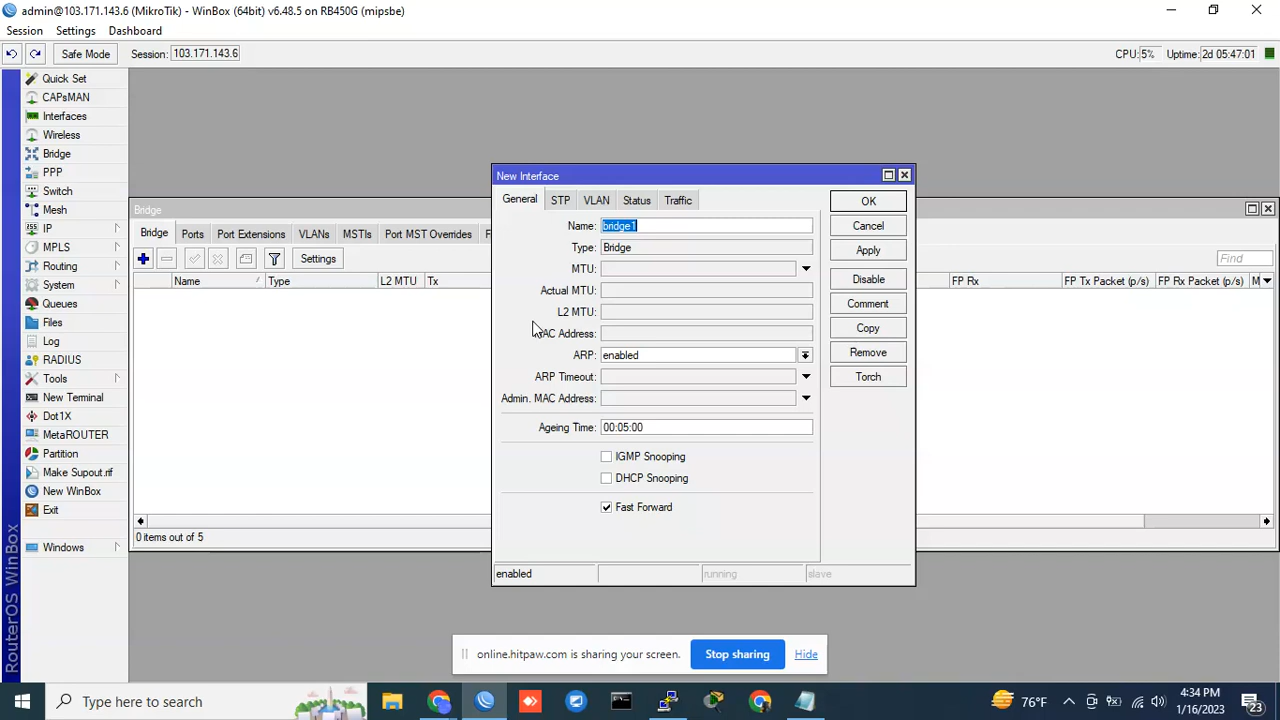 admin@103.171.143.6 (MikroTik) - WinBox (64bit) v6.48.5 on RB450G (mipsbe)
Session Settings Dashboard
Safe Mode Session: 103.171.143.6 CPU: 5% Uptime: 2d 05:47:01
Quick Set
CAPsMAN
Interfaces
Wireless
Bridge
PPP
Switch
Mesh
IP
MPLS
Routing
System
Queues
Files
Log
RADIUS
Tools
New Terminal
Dot1X
MetaROUTER
Partition
Make Supout.rif
New WinBox
Exit
Windows
RouterOS WinBox
Bridge
Bridge Ports Port Extensions VLANs MSTIs Port MST Overrides F
Settings Find
Name Type L2 MTU Tx FP Rx FP Tx Packet (p/s) FP Rx Packet (p/s) M
0 items out of 5
New Interface
General STP VLAN Status Traffic
Name: bridge1
Type: Bridge
MTU:
Actual MTU:
L2 MTU:
AC Address:
ARP: enabled
ARP Timeout:
Admin. MAC Address:
Ageing Time: 00:05:00
IGMP Snooping
DHCP Snooping
Fast Forward
enabled running slave
OK
Cancel
Apply
Disable
Comment
Copy
Remove
Torch
online.hitpaw.com is sharing your screen. Stop sharing Hide
Type here to search 76°F 4:34 PM
1/16/2023 23